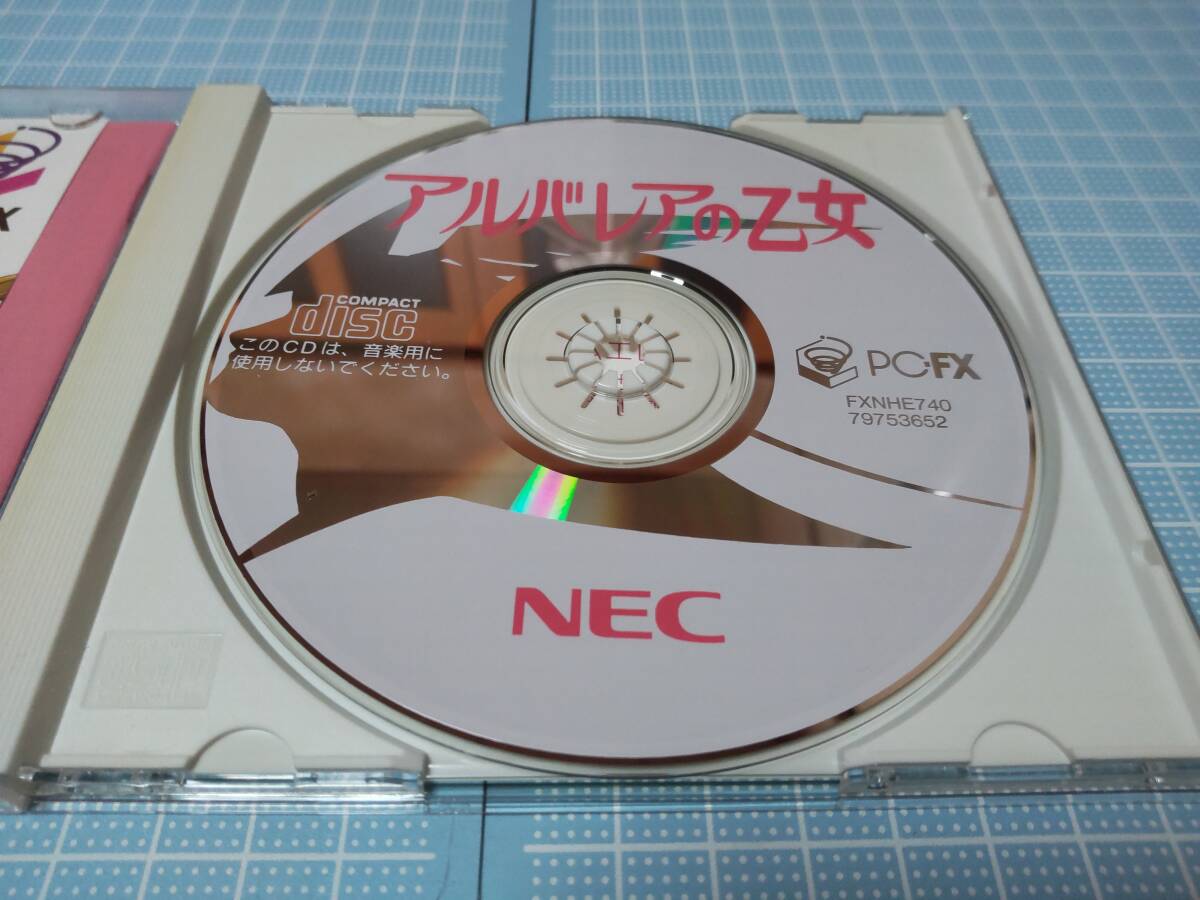 アルバレアの乙女
COMPACT
disc
このCDは、音楽用に
使用しないでください。
PC-FX
FXNHE740
79753652
NEC
X